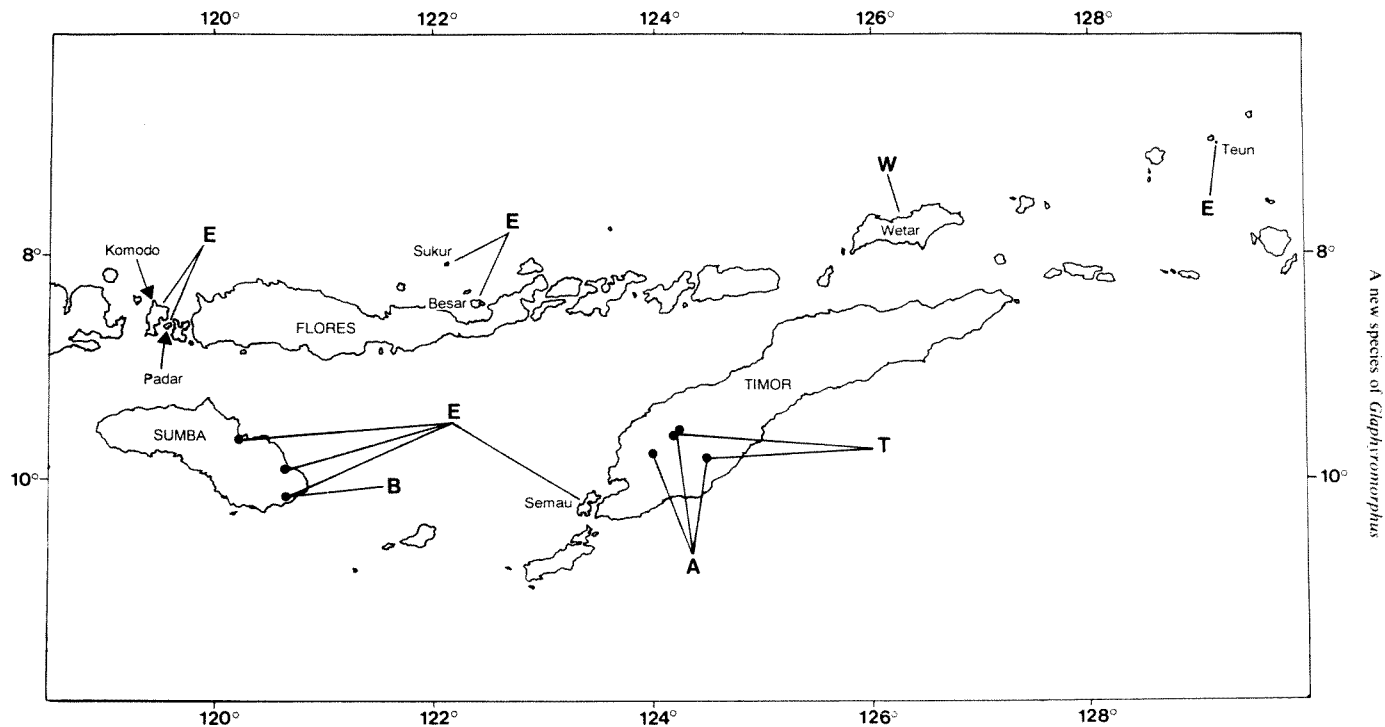 120° 122° 124° 126° 128°
W
Teun
E
E
E
Komodo
Sukur
Wetar
8°
8°
Besar
FLORES
Padar
TIMOR
E
SUMBA
T
10°
10°
B
Semau
A
120° 122° 124° 126° 128°
A new species of Glaphyromorphus